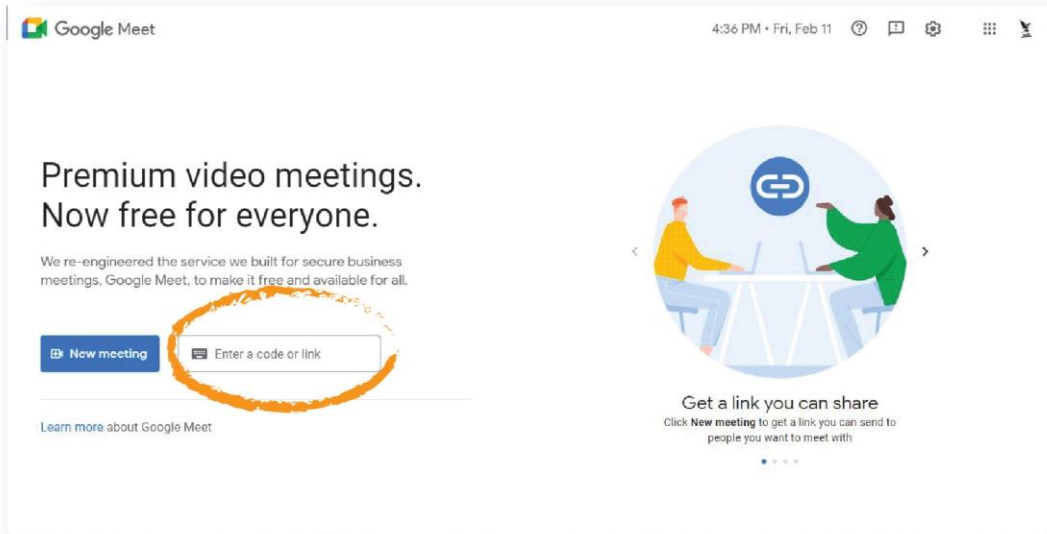 Google Meet
4:36 PM • Fri, Feb 11
Premium video meetings.
Now free for everyone.
We re-engineered the service we built for secure business
meetings, Google Meet, to make it free and available for all.
New meeting
Enter a code or link
Learn more about Google Meet
Get a link you can share
Click New meeting to get a link you can send to
people you want to meet with